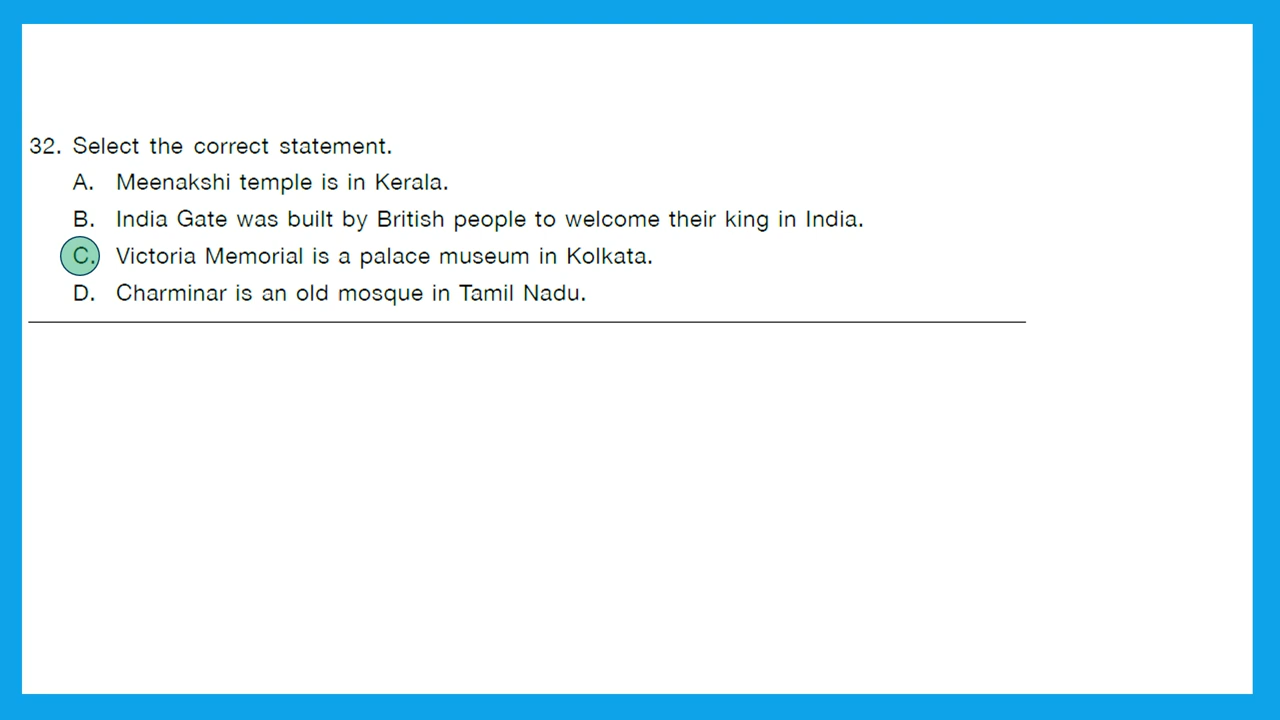 32. Select the correct statement.
A. Meenakshi temple is in Kerala.
B. India Gate was built by British people to welcome their king in India.
C. Victoria Memorial is a palace museum in Kolkata.
D. Charminar is an old mosque in Tamil Nadu.